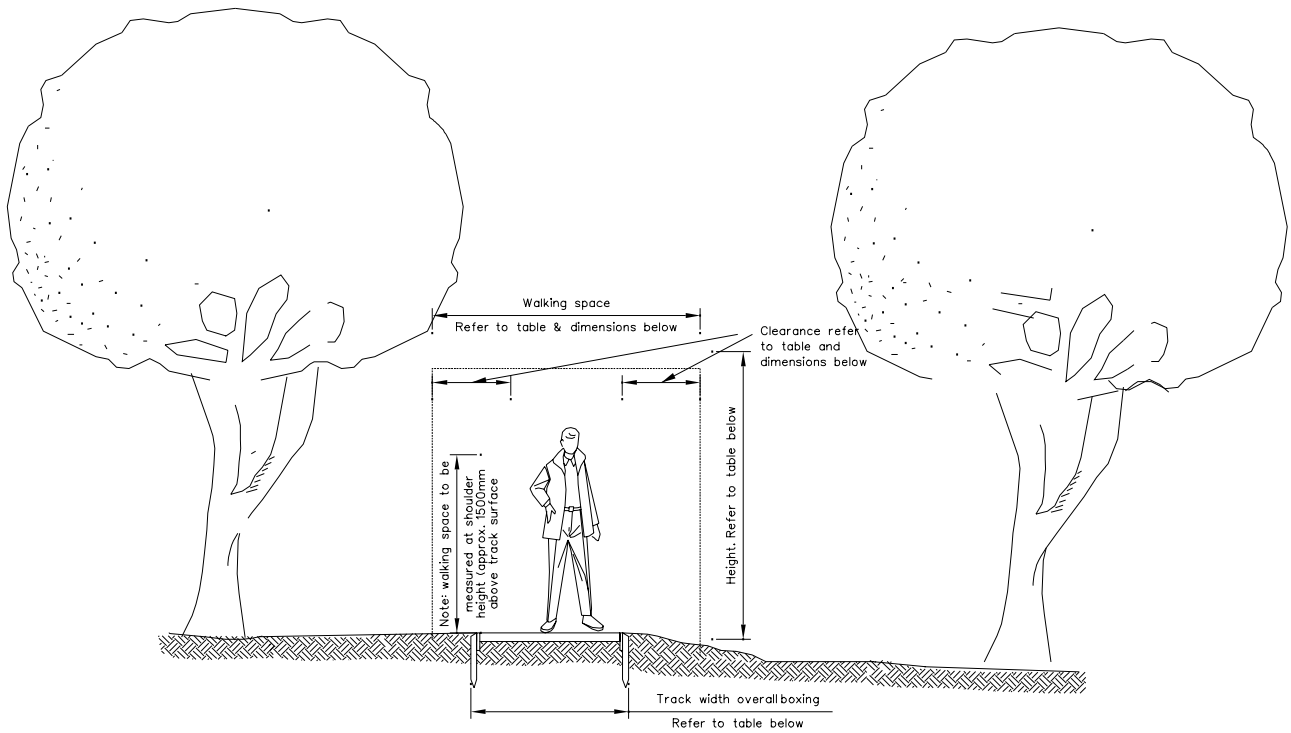 Walking space
Refer to table & dimensions below
Clearance refer
to table and
dimensions below
Note: walking space to be
measured at shoulder
height (approx. 1500mm
above track surface
Height. Refer to table below
Track width overall boxing
Refer to table below